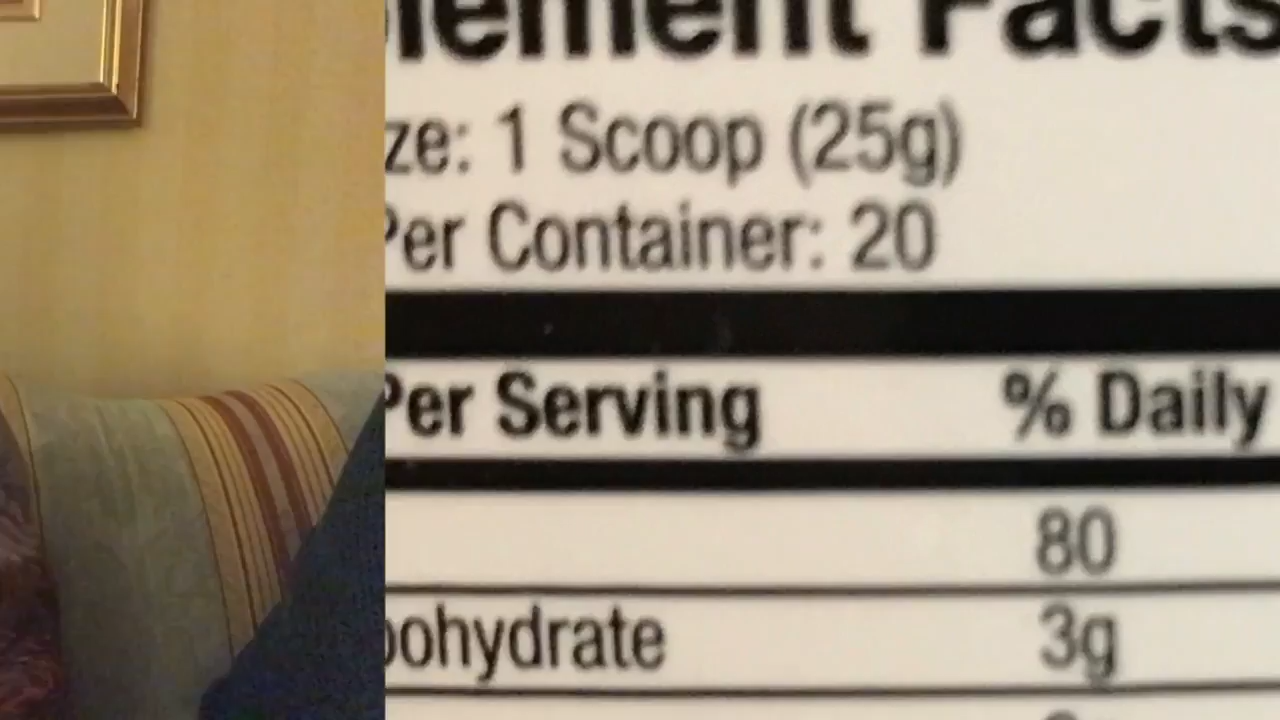 lement Facts
ze: 1 Scoop (25g)
Per Container: 20
Per Serving % Daily
80
bohydrate 3g